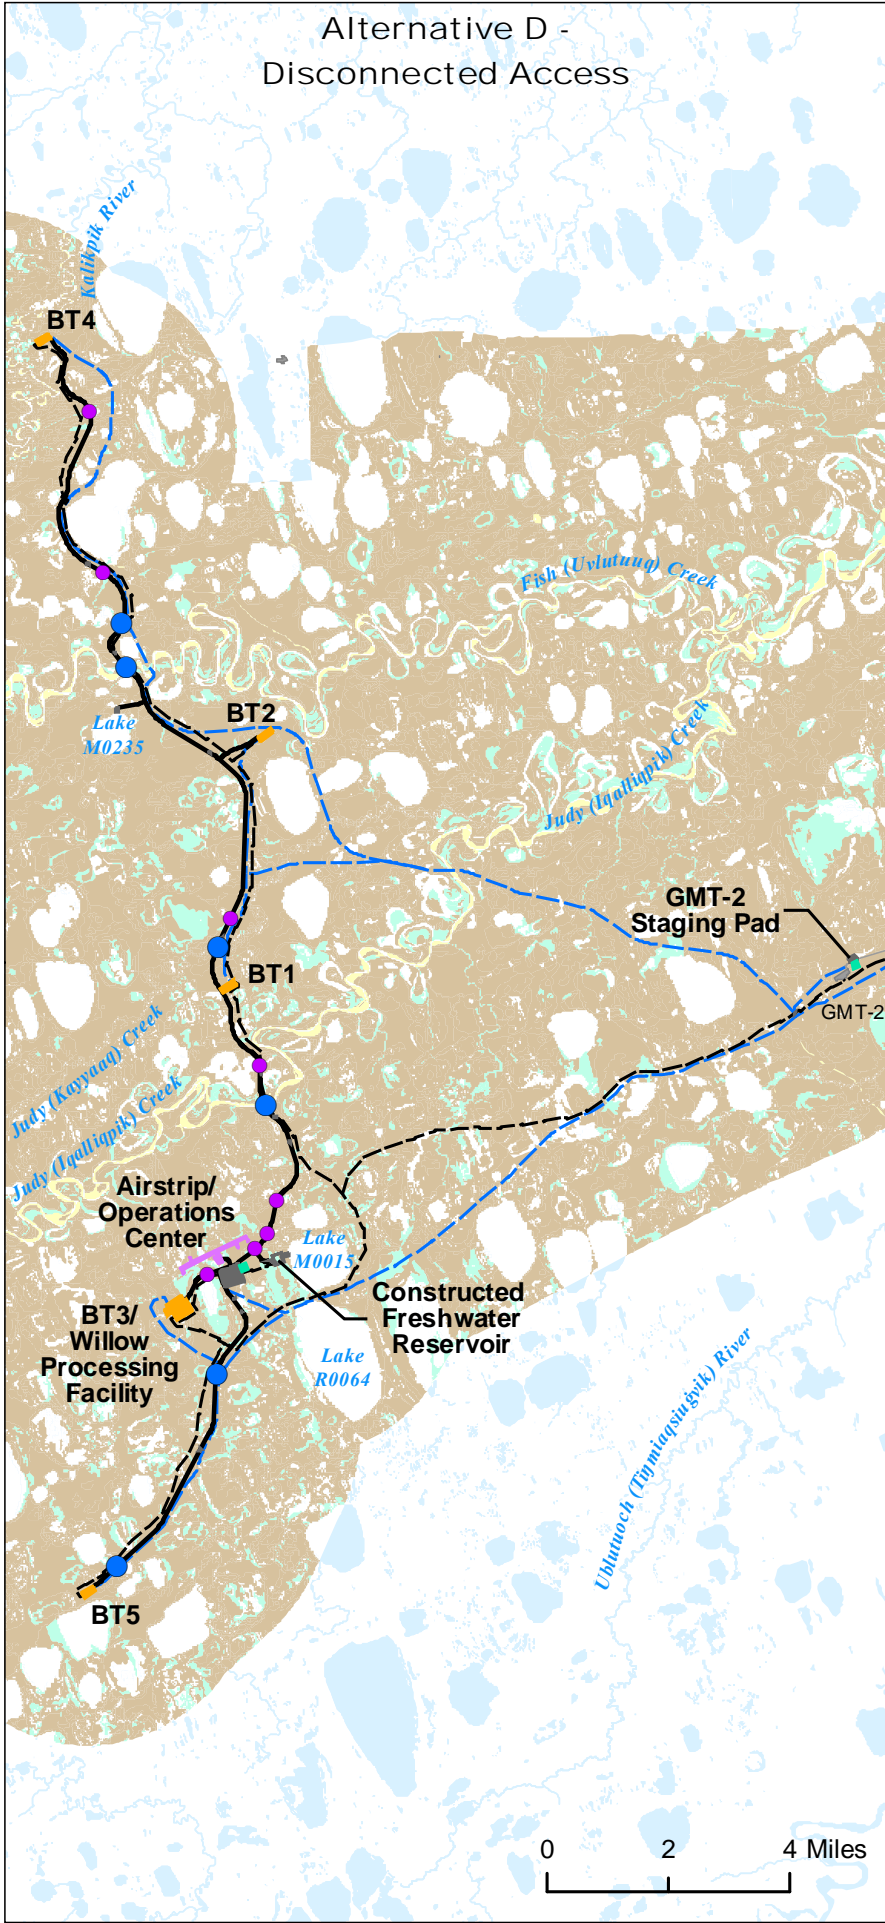 Alternative D -
Disconnected Access
Kalikpik River
BT4
Fish (Uvlutuuq) Creek
BT2
Lake
M0235
Judy (Iqalliqpik) Creek
GMT-2
Staging Pad
BT1
GMT-2
Judy (Kayyaaq) Creek
Judy (Iqalliqpik) Creek
Airstrip/
Operations
Center
Lake
M0015
Constructed
Freshwater
Reservoir
BT3/
Willow
Processing
Facility
Lake
R0064
Ublutuoch (Tiŋmiaqsiuġvik) River
BT5
0 2 4 Miles